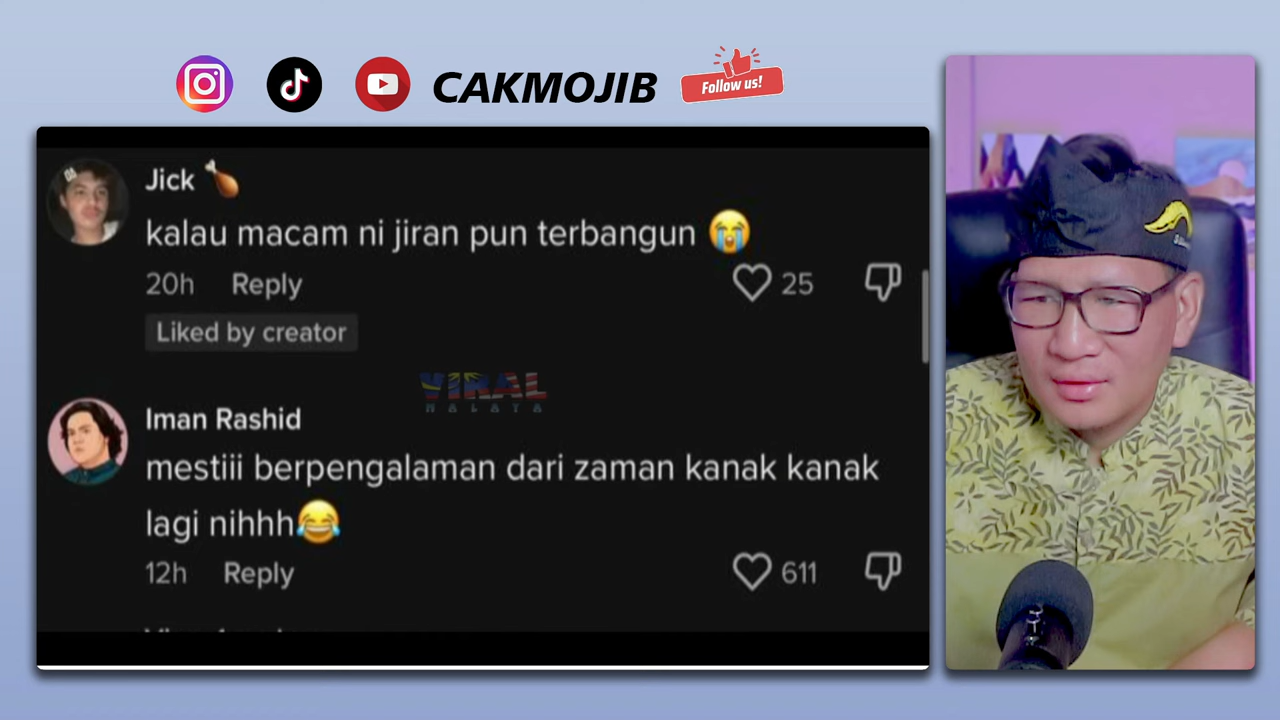 CAKMOJIB
Follow us!
Jick
kalau macam ni jiran pun terbangun 😭
20h Reply 25
Liked by creator
VIRAL
MALAYA
Iman Rashid
mestiii berpengalaman dari zaman kanak kanak
lagi nihhh😂
12h Reply 611